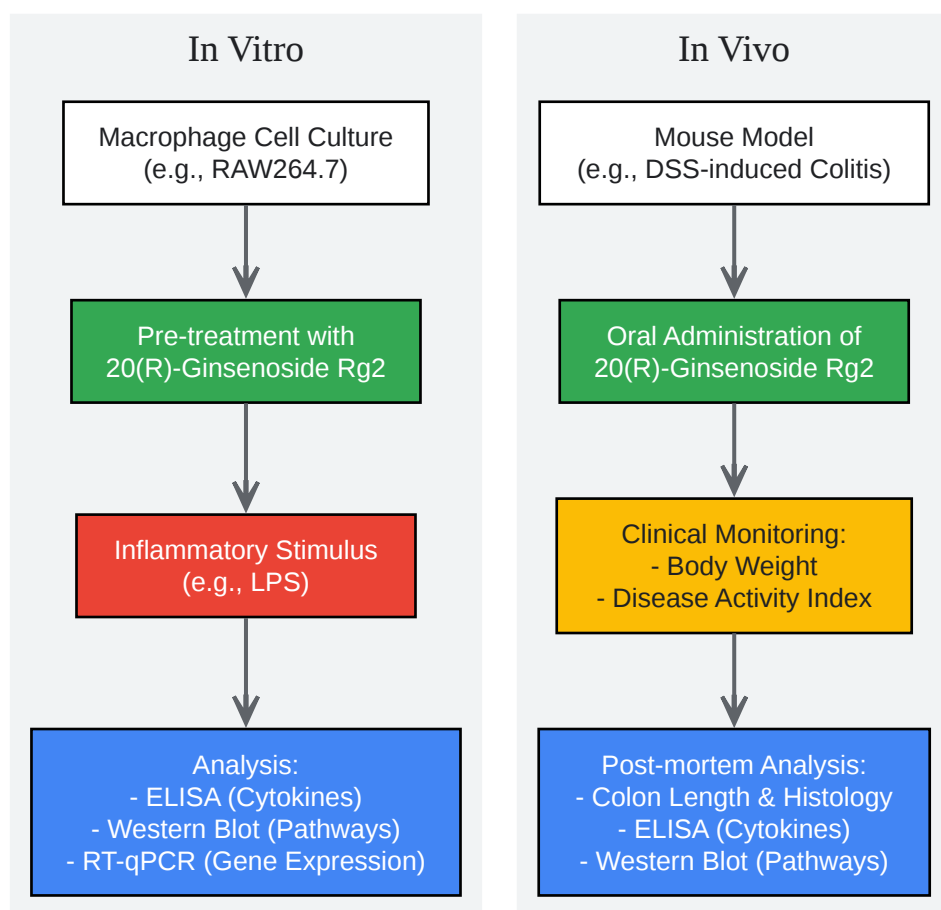 In Vitro
Macrophage Cell Culture
(e.g., RAW264.7)
Pre-treatment with
20(R)-Ginsenoside Rg2
Inflammatory Stimulus
(e.g., LPS)
Analysis:
- ELISA (Cytokines)
- Western Blot (Pathways)
- RT-qPCR (Gene Expression)
In Vivo
Mouse Model
(e.g., DSS-induced Colitis)
Oral Administration of
20(R)-Ginsenoside Rg2
Clinical Monitoring:
- Body Weight
- Disease Activity Index
Post-mortem Analysis:
- Colon Length & Histology
- ELISA (Cytokines)
- Western Blot (Pathways)